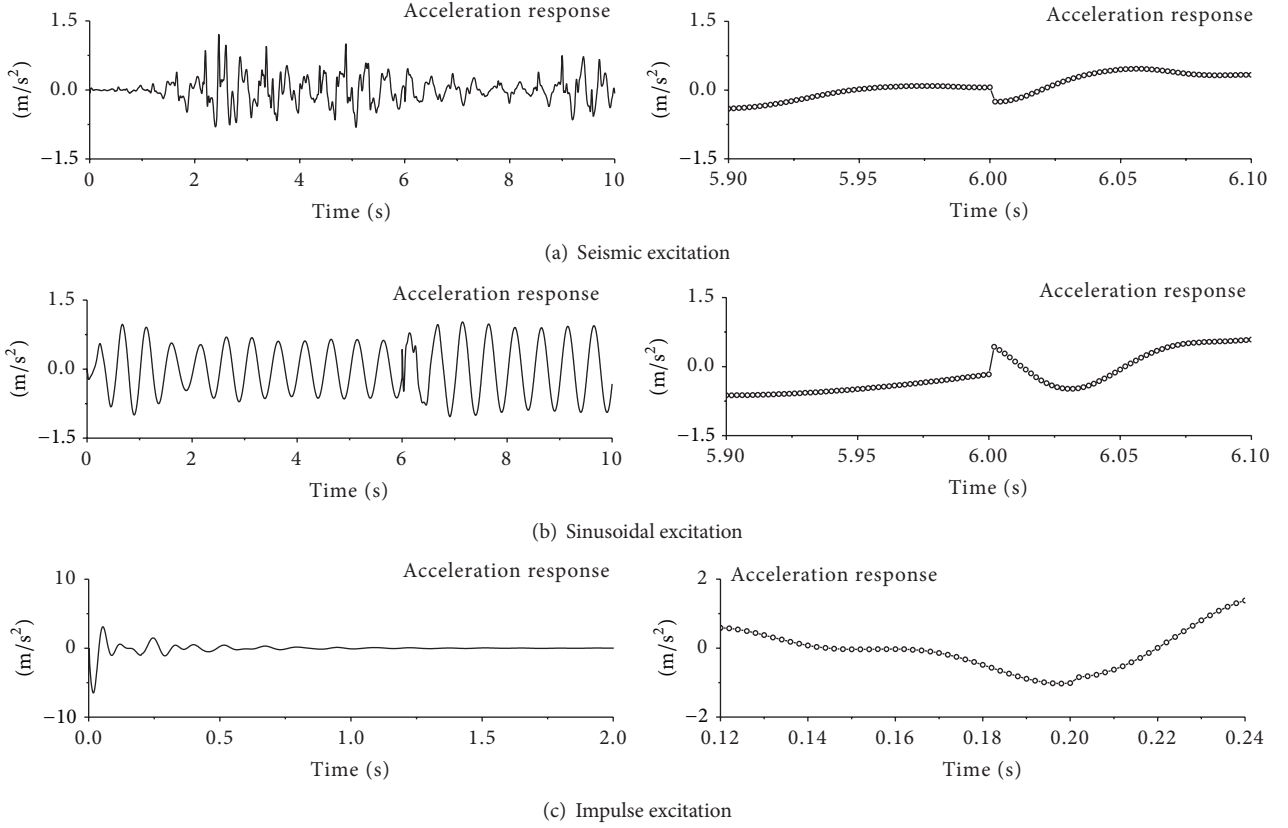 Acceleration response
1.5
0.0
−1.5
(m/s²)
0 2 4 6 8 10
Time (s)
Acceleration response
1.5
0.0
−1.5
(m/s²)
5.90 5.95 6.00 6.05 6.10
Time (s)
(a) Seismic excitation
Acceleration response
1.5
0.0
−1.5
(m/s²)
0 2 4 6 8 10
Time (s)
Acceleration response
1.5
0.0
−1.5
(m/s²)
5.90 5.95 6.00 6.05 6.10
Time (s)
(b) Sinusoidal excitation
Acceleration response
10
0
−10
(m/s²)
0.0 0.5 1.0 1.5 2.0
Time (s)
Acceleration response
2
0
−2
(m/s²)
0.12 0.14 0.16 0.18 0.20 0.22 0.24
Time (s)
(c) Impulse excitation